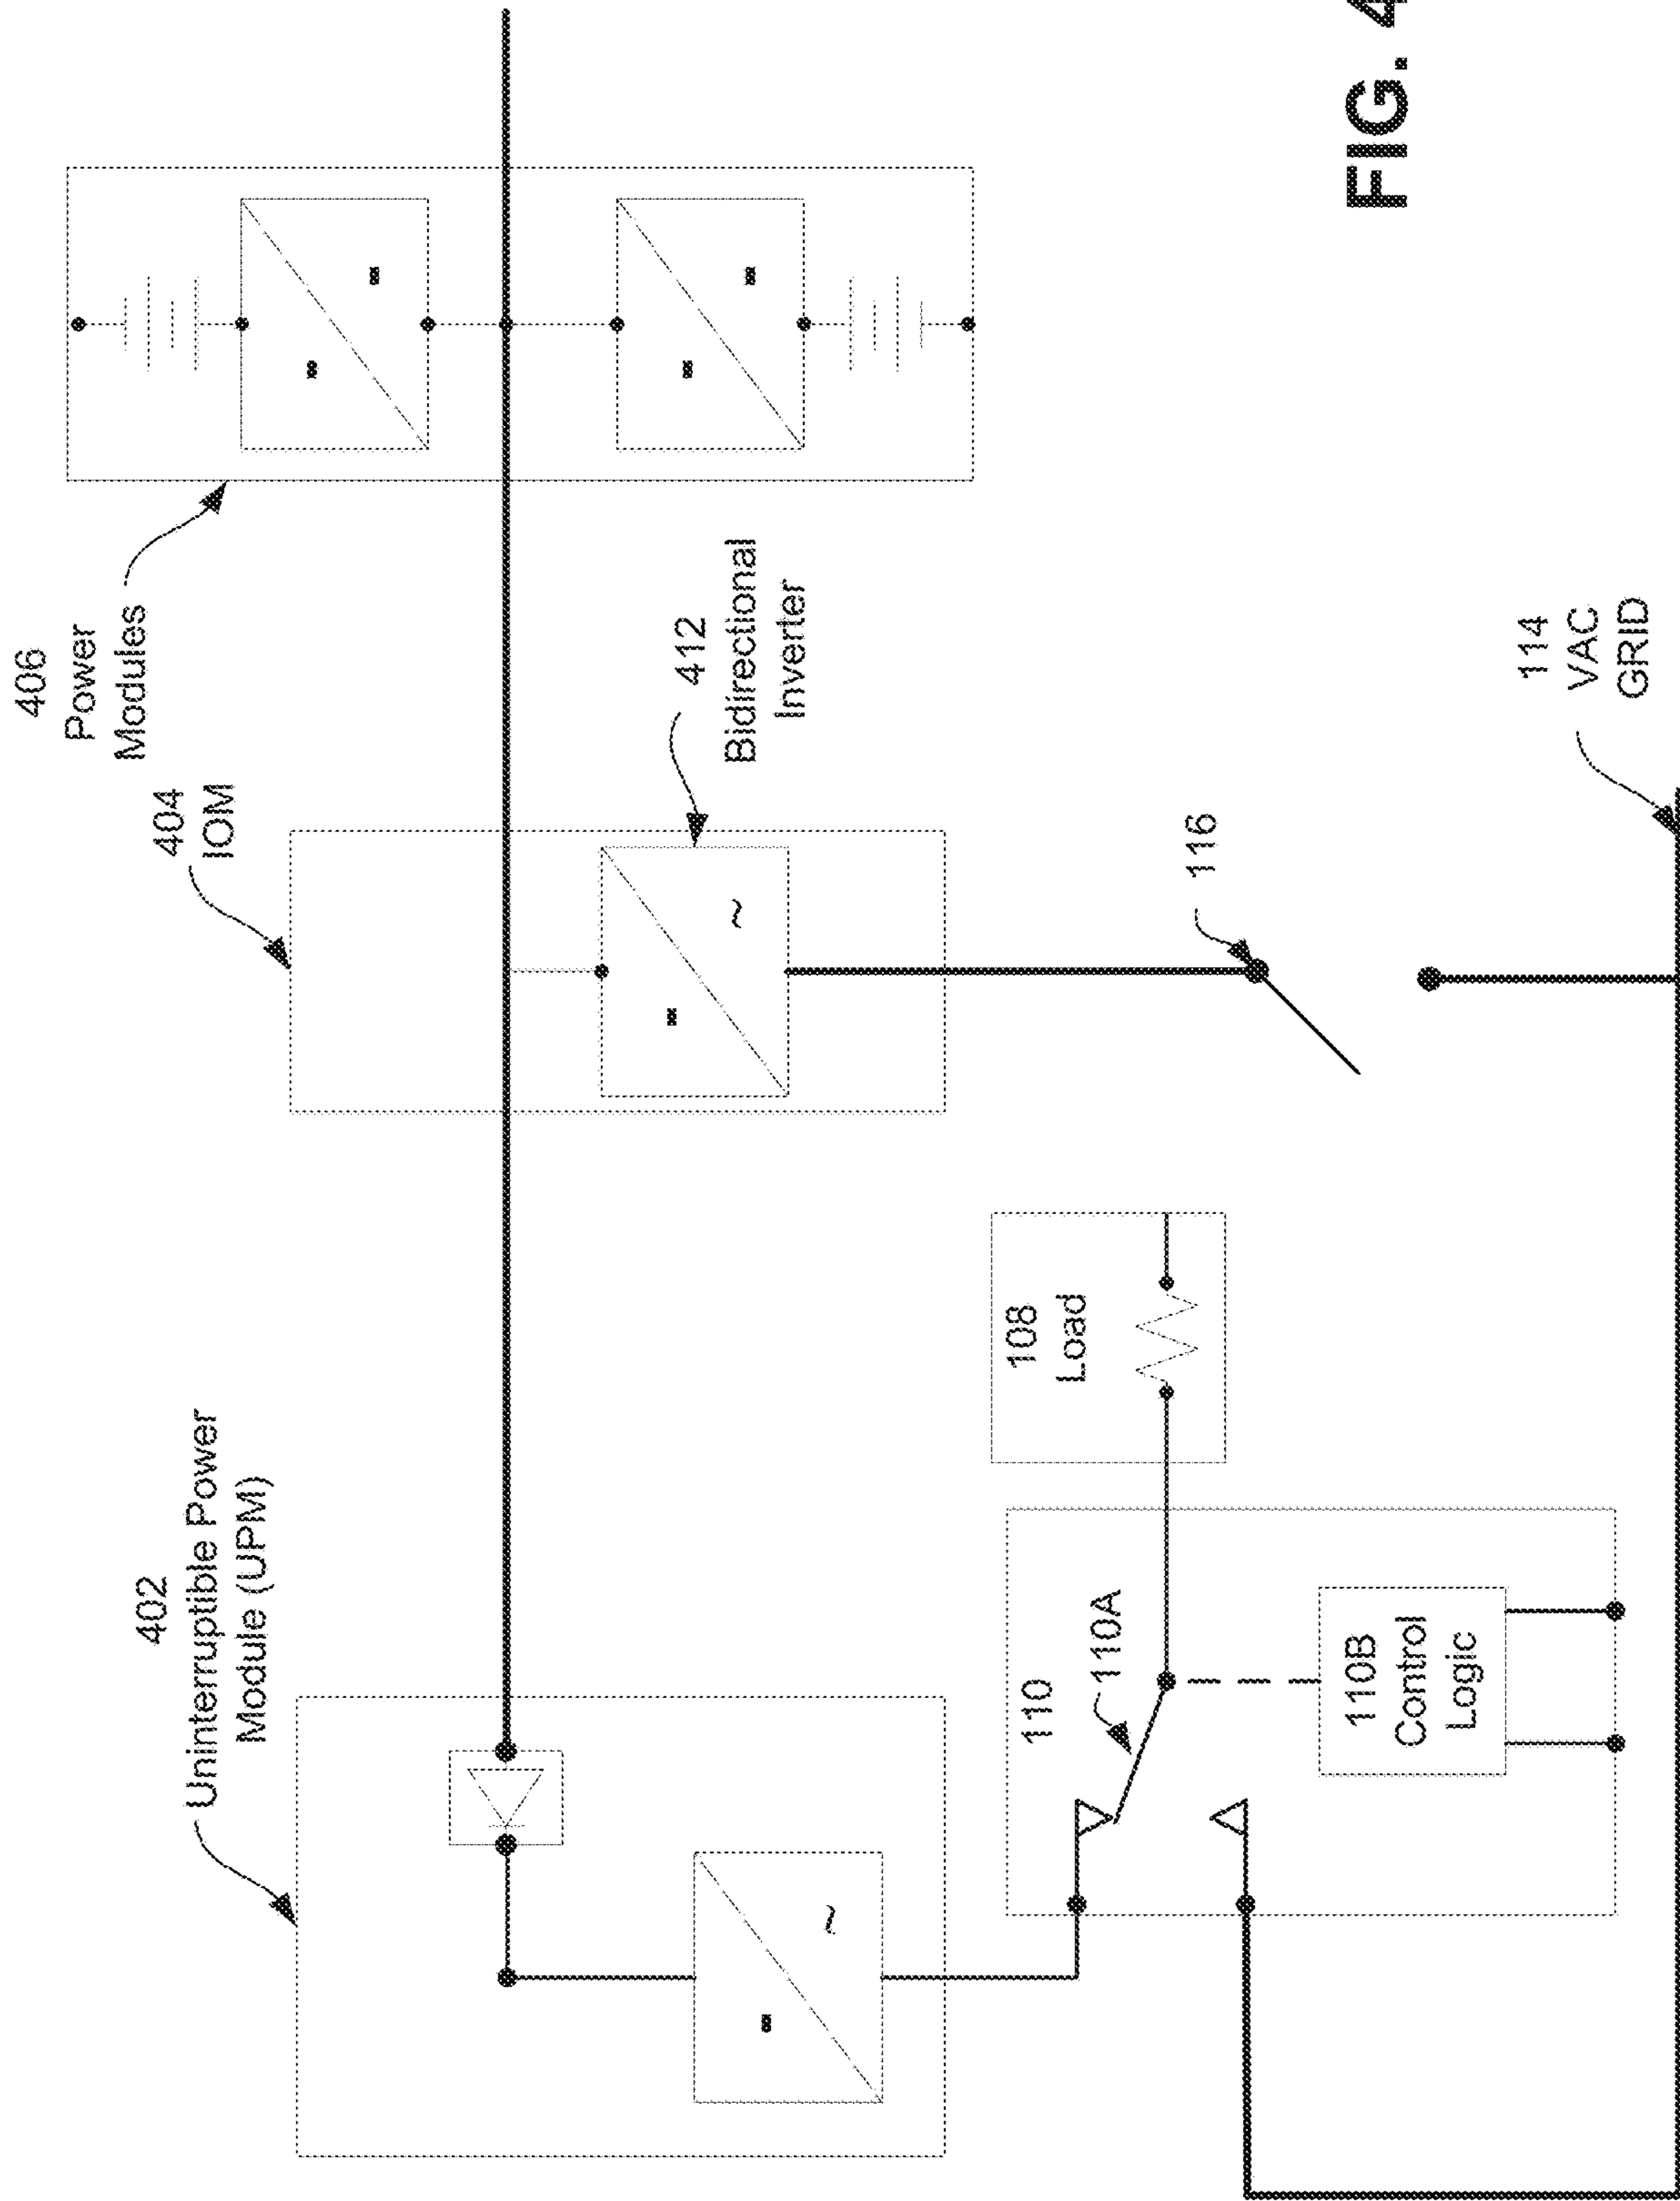 402
Uninterruptible Power
Module (UPM)
404
IOM
406
Power
Modules
412
Bidirectional
Inverter
108
Load
110
110A
110B
Control
Logic
116
114
VAC
GRID
FIG. 4